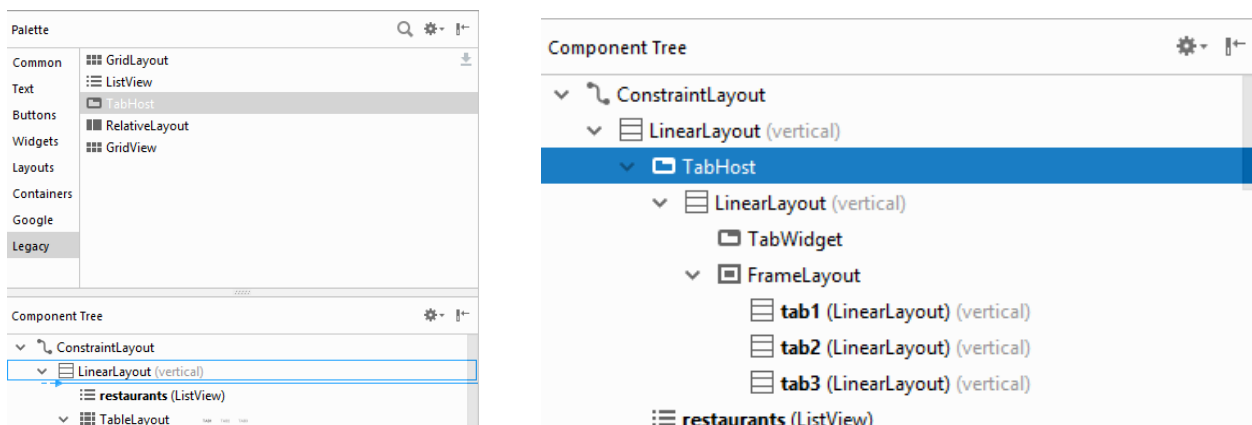 Palette
Common
Text
Buttons
Widgets
Layouts
Containers
Google
Legacy
GridLayout
ListView
TabHost
RelativeLayout
GridView
Component Tree
ConstraintLayout
LinearLayout (vertical)
restaurants (ListView)
TableLayout
Component Tree
ConstraintLayout
LinearLayout (vertical)
TabHost
LinearLayout (vertical)
TabWidget
FrameLayout
tab1 (LinearLayout) (vertical)
tab2 (LinearLayout) (vertical)
tab3 (LinearLayout) (vertical)
restaurants (ListView)